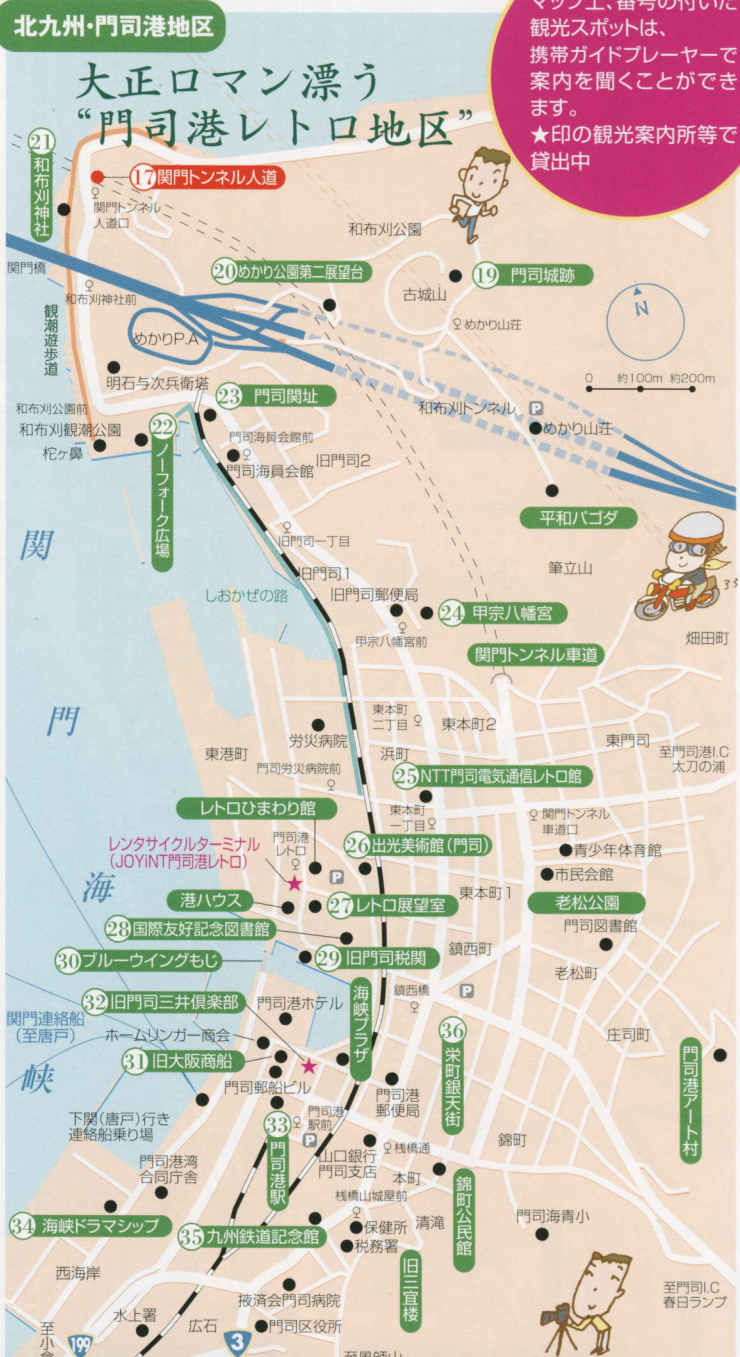 北九州・門司港地区
大正ロマン漂う
“門司港レトロ地区”
マップ上、番号の付いた
観光スポットは、
携帯ガイドプレーヤーで
案内を聞くことができ
ます。
★印の観光案内所等で
貸出中
21 和布刈神社
17 関門トンネル人道
関門トンネル
人道口
和布刈公園
関門橋
20 めかり公園第二展望台
19 門司城跡
古城山
和布刈神社前
めかり山荘
N
観潮遊歩道
めかりP.A
0 約100m 約200m
明石与次兵衛塔
23 門司関址
和布刈トンネル
P
めかり山荘
和布刈公園前
和布刈観潮公園
柁ヶ鼻
22 ノーフォーク広場
門司海員会館前
門司海員会館
旧門司2
平和パゴダ
関
旧門司一丁目
旧門司1
筆立山
しおかぜの路
旧門司郵便局
24 甲宗八幡宮
甲宗八幡宮前
畑田町
関門トンネル車道
門
東本町
二丁目
東本町2
労災病院
浜町
東港町
東門司
至門司港I.C
太刀の浦
門司労災病院前
25 NTT門司電気通信レトロ館
レトロひまわり館
東本町
一丁目
関門トンネル
車道口
レンタサイクルターミナル
(JOYiNT門司港レトロ)
門司港
レトロ
26 出光美術館(門司)
青少年体育館
P
市民会館
海
港ハウス
27 レトロ展望室
東本町1
老松公園
28 国際友好記念図書館
門司図書館
30 ブルーウイングもじ
29 旧門司税関
鎮西町
老松町
32 旧門司三井倶楽部
門司港ホテル
海峡プラザ
鎮西橋
P
関門連絡船
(至唐戸)
ホームリンガー商会
36 栄町銀天街
庄司町
31 旧大阪商船
門司港アート村
峡
門司郵船ビル
門司港
郵便局
下関(唐戸)行き
連絡船乗り場
33 門司港駅
門司港
駅前
P
桟橋通
錦町
山口銀行
門司支店
門司港湾
合同庁舎
本町
錦町公民館
桟橋山城屋前
34 海峡ドラマシップ
35 九州鉄道記念館
保健所
清滝
門司海青小
税務署
旧三宜楼
西海岸
掖済会門司病院
至門司I.C
春日ランプ
水上署
広石
門司区役所
至小倉
199
3
至風師山